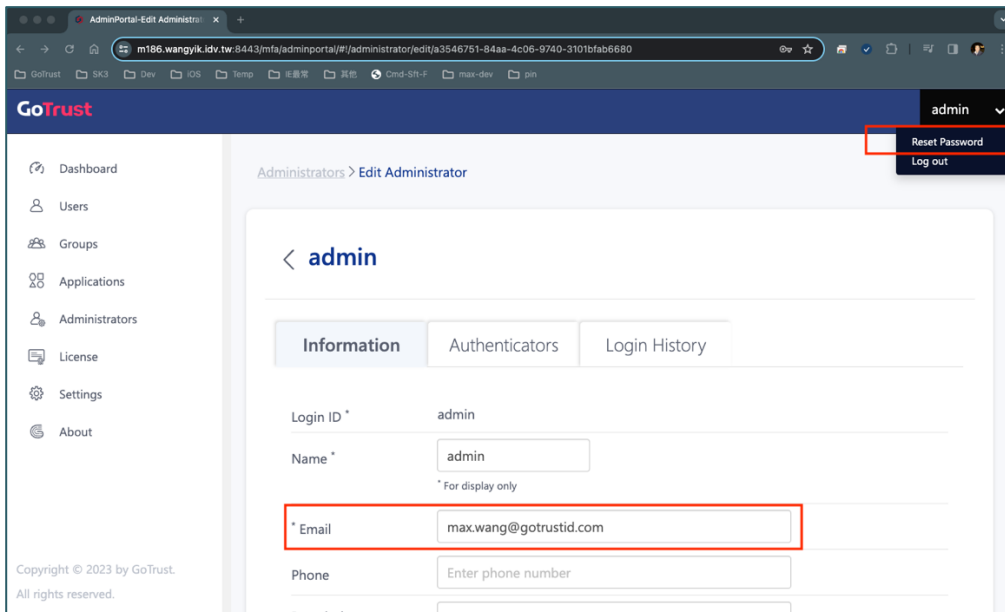 AdminPortal-Edit Administrat
m186.wangyik.idv.tw:8443/mfa/adminportal/#!/administrator/edit/a3546751-84aa-4c06-9740-3101bfab6680
GoTrust SK3 Dev iOS Temp IE最常 其他 Cmd-Sft-F max-dev pin
GoTrust
admin
Reset Password
Log out
Dashboard
Users
Groups
Applications
Administrators
License
Settings
About
Copyright © 2023 by GoTrust.
All rights reserved.
Administrators > Edit Administrator
admin
Information Authenticators Login History
Login ID * admin
Name * admin
* For display only
* Email max.wang@gotrustid.com
Phone Enter phone number